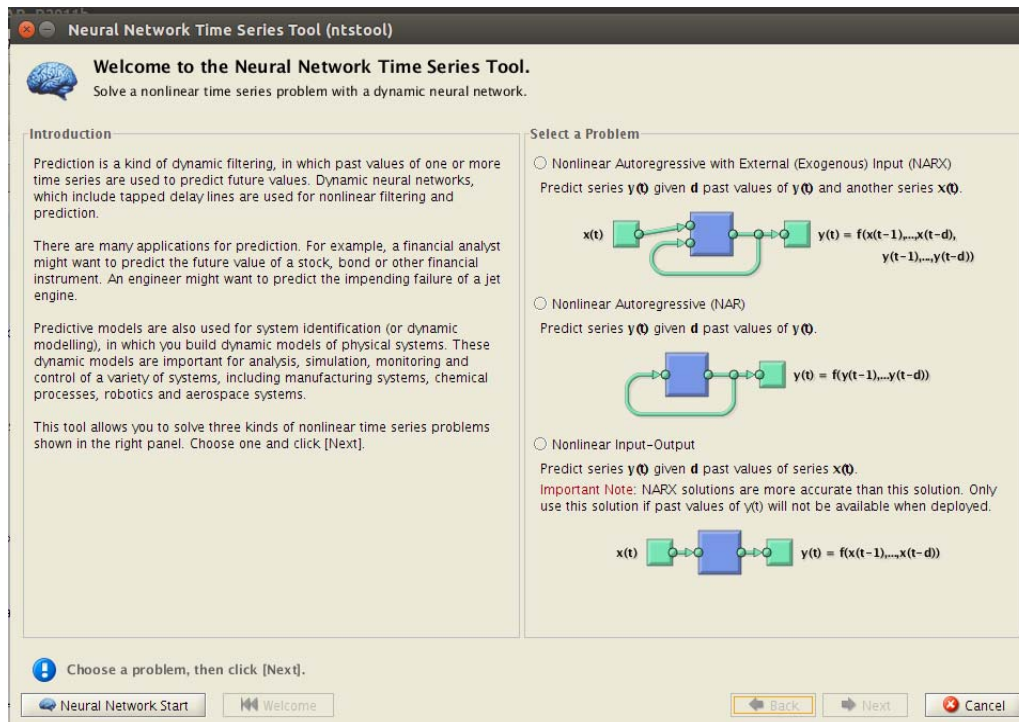 Neural Network Time Series Tool (ntstool)
Welcome to the Neural Network Time Series Tool.
Solve a nonlinear time series problem with a dynamic neural network.
Introduction
Prediction is a kind of dynamic filtering, in which past values of one or more
time series are used to predict future values. Dynamic neural networks,
which include tapped delay lines are used for nonlinear filtering and
prediction.
There are many applications for prediction. For example, a financial analyst
might want to predict the future value of a stock, bond or other financial
instrument. An engineer might want to predict the impending failure of a jet
engine.
Predictive models are also used for system identification (or dynamic
modelling), in which you build dynamic models of physical systems. These
dynamic models are important for analysis, simulation, monitoring and
control of a variety of systems, including manufacturing systems, chemical
processes, robotics and aerospace systems.
This tool allows you to solve three kinds of nonlinear time series problems
shown in the right panel. Choose one and click [Next].
Select a Problem
Nonlinear Autoregressive with External (Exogenous) Input (NARX)
Predict series y(t) given d past values of y(t) and another series x(t).
x(t)
y(t) = f(x(t-1),...,x(t-d),
y(t-1),...,y(t-d))
Nonlinear Autoregressive (NAR)
Predict series y(t) given d past values of y(t).
y(t) = f(y(t-1),...y(t-d))
Nonlinear Input-Output
Predict series y(t) given d past values of series x(t).
Important Note: NARX solutions are more accurate than this solution. Only
use this solution if past values of y(t) will not be available when deployed.
x(t)
y(t) = f(x(t-1),...,x(t-d))
Choose a problem, then click [Next].
Neural Network Start
Welcome
Back
Next
Cancel